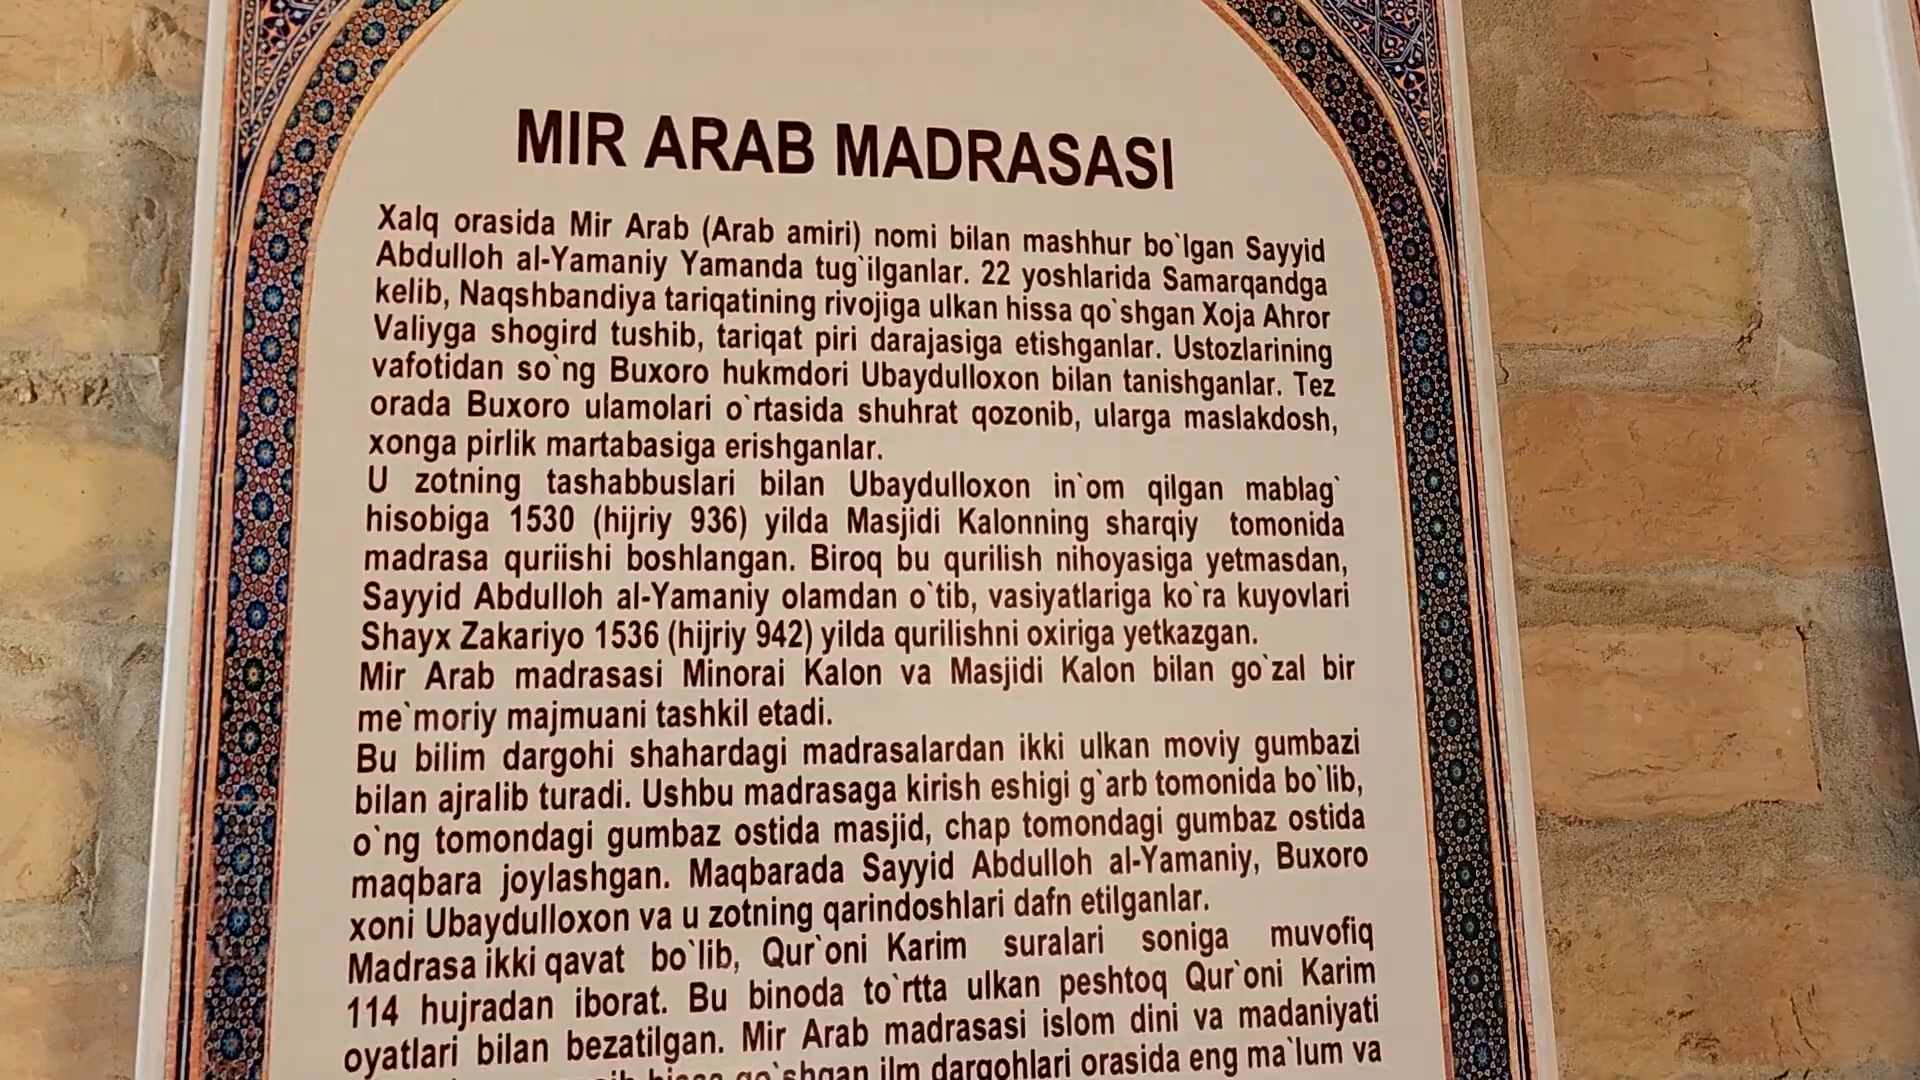 MIR ARAB MADRASASI
Xalq orasida Mir Arab (Arab amiri) nomi bilan mashhur bo`lgan Sayyid
Abdulloh al-Yamaniy Yamanda tug`ilganlar. 22 yoshlarida Samarqandga
kelib, Naqshbandiya tariqatining rivojiga ulkan hissa qo`shgan Xoja Ahror
Valiyga shogird tushib, tariqat piri darajasiga etishganlar. Ustozlarining
vafotidan so`ng Buxoro hukmdori Ubaydulloxon bilan tanishganlar. Tez
orada Buxoro ulamolari o`rtasida shuhrat qozonib, ularga maslakdosh,
xonga pirlik martabasiga erishganlar.
U zotning tashabbuslari bilan Ubaydulloxon in`om qilgan mablag`
hisobiga 1530 (hijriy 936) yilda Masjidi Kalonning sharqiy tomonida
madrasa quriishi boshlangan. Biroq bu qurilish nihoyasiga yetmasdan,
Sayyid Abdulloh al-Yamaniy olamdan o`tib, vasiyatlariga ko`ra kuyovlari
Shayx Zakariyo 1536 (hijriy 942) yilda qurilishni oxiriga yetkazgan.
Mir Arab madrasasi Minorai Kalon va Masjidi Kalon bilan go`zal bir
me`moriy majmuani tashkil etadi.
Bu bilim dargohi shahardagi madrasalardan ikki ulkan moviy gumbazi
bilan ajralib turadi. Ushbu madrasaga kirish eshigi g`arb tomonida bo`lib,
o`ng tomondagi gumbaz ostida masjid, chap tomondagi gumbaz ostida
maqbara joylashgan. Maqbarada Sayyid Abdulloh al-Yamaniy, Buxoro
xoni Ubaydulloxon va u zotning qarindoshlari dafn etilganlar.
Madrasa ikki qavat bo`lib, Qur`oni Karim suralari soniga muvofiq
114 hujradan iborat. Bu binoda to`rtta ulkan peshtoq Qur`oni Karim
oyatlari bilan bezatilgan. Mir Arab madrasasi islom dini va madaniyati
hissa qo`shgan ilm dargohlari orasida eng ma`lum va